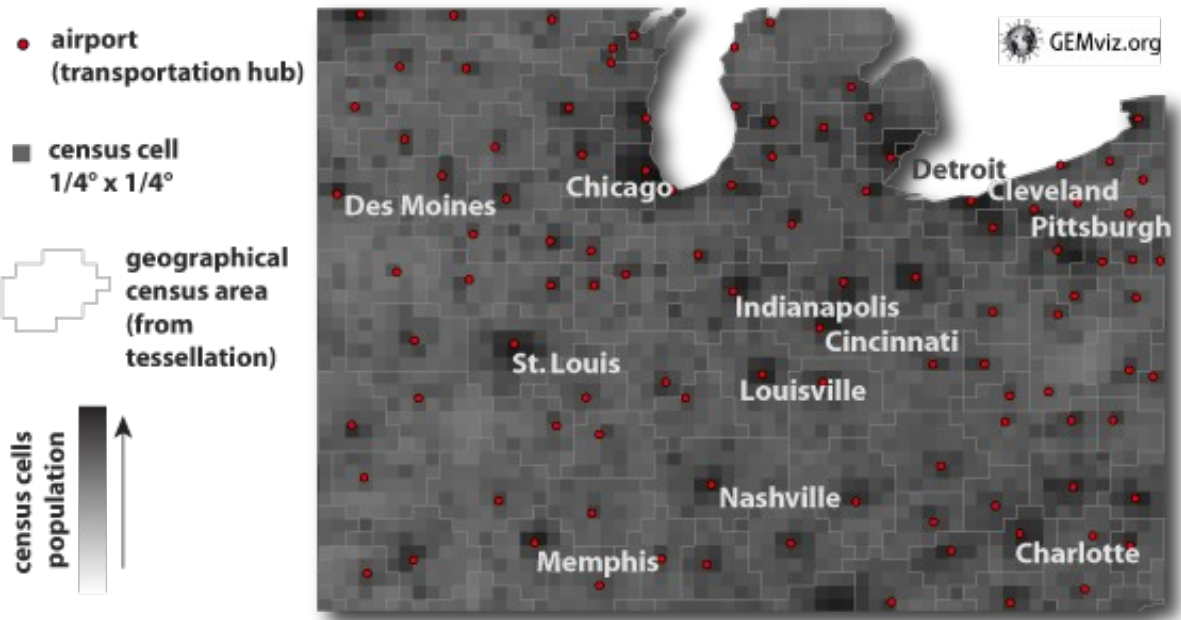 airport
(transportation hub)
census cell
1/4° x 1/4°
geographical
census area
(from
tessellation)
census cells
population
GEMviz.org
Detroit
Chicago
Cleveland
Des Moines
Pittsburgh
Indianapolis
Cincinnati
St. Louis
Louisville
Nashville
Memphis
Charlotte